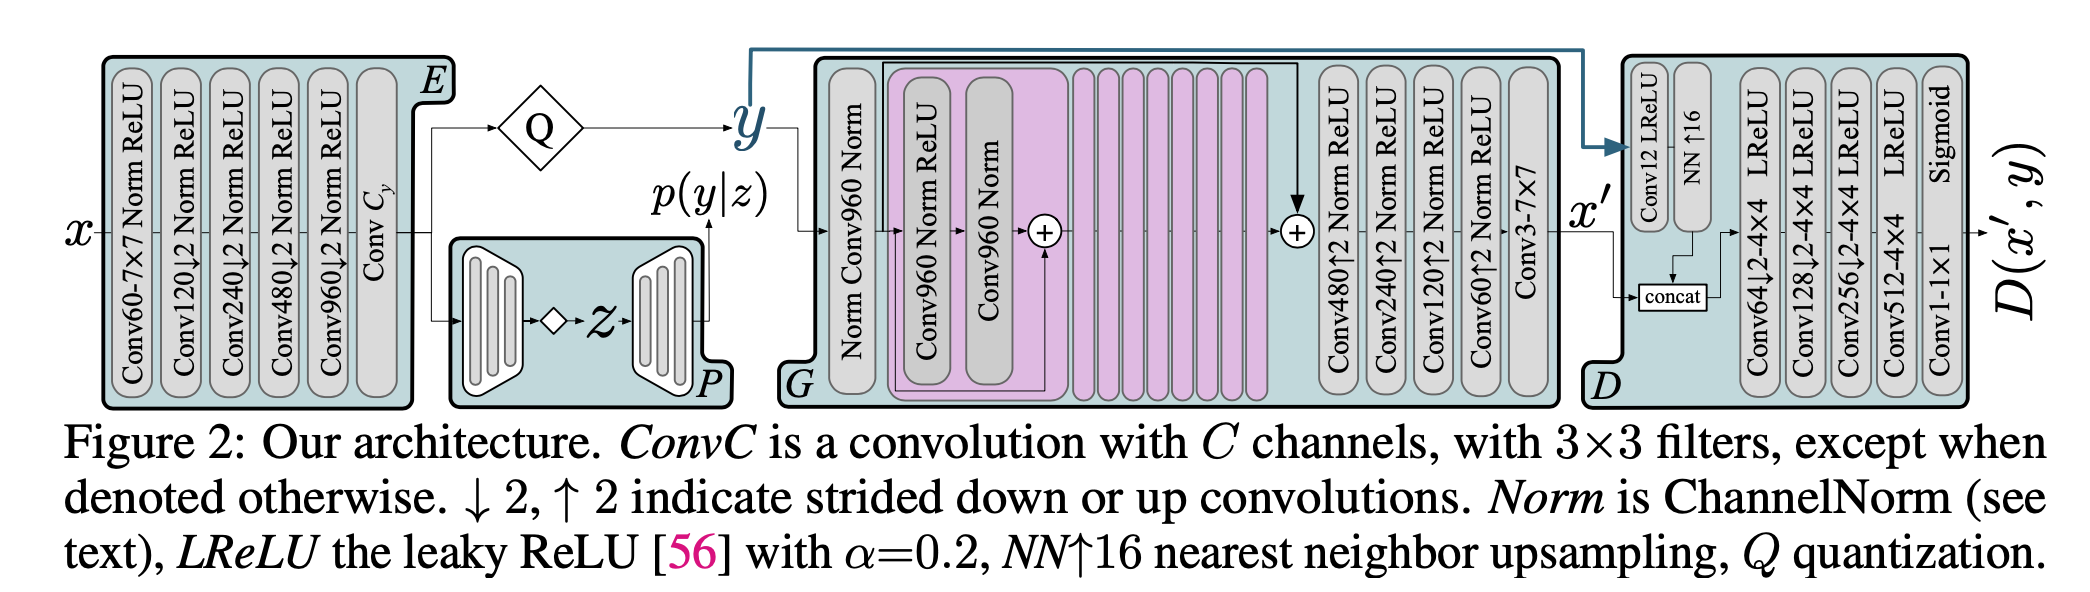 x
Conv60-7×7 Norm ReLU
Conv120↓2 Norm ReLU
Conv240↓2 Norm ReLU
Conv480↓2 Norm ReLU
Conv960↓2 Norm ReLU
Conv C_y
E
Q
y
p(y|z)
z
P
G
Norm Conv960 Norm
Conv960 Norm ReLU
Conv960 Norm
+
+
Conv480↑2 Norm ReLU
Conv240↑2 Norm ReLU
Conv120↑2 Norm ReLU
Conv60↑2 Norm ReLU
Conv3-7×7
x′
D
Conv12 LReLU
NN ↑16
concat
Conv64↓2-4×4 LReLU
Conv128↓2-4×4 LReLU
Conv256↓2-4×4 LReLU
Conv512-4×4 LReLU
Conv1-1×1 Sigmoid
D(x′, y)
Figure 2: Our architecture. ConvC is a convolution with C channels, with 3×3 filters, except when
denoted otherwise. ↓ 2, ↑ 2 indicate strided down or up convolutions. Norm is ChannelNorm (see
text), LReLU the leaky ReLU [56] with α=0.2, NN↑16 nearest neighbor upsampling, Q quantization.